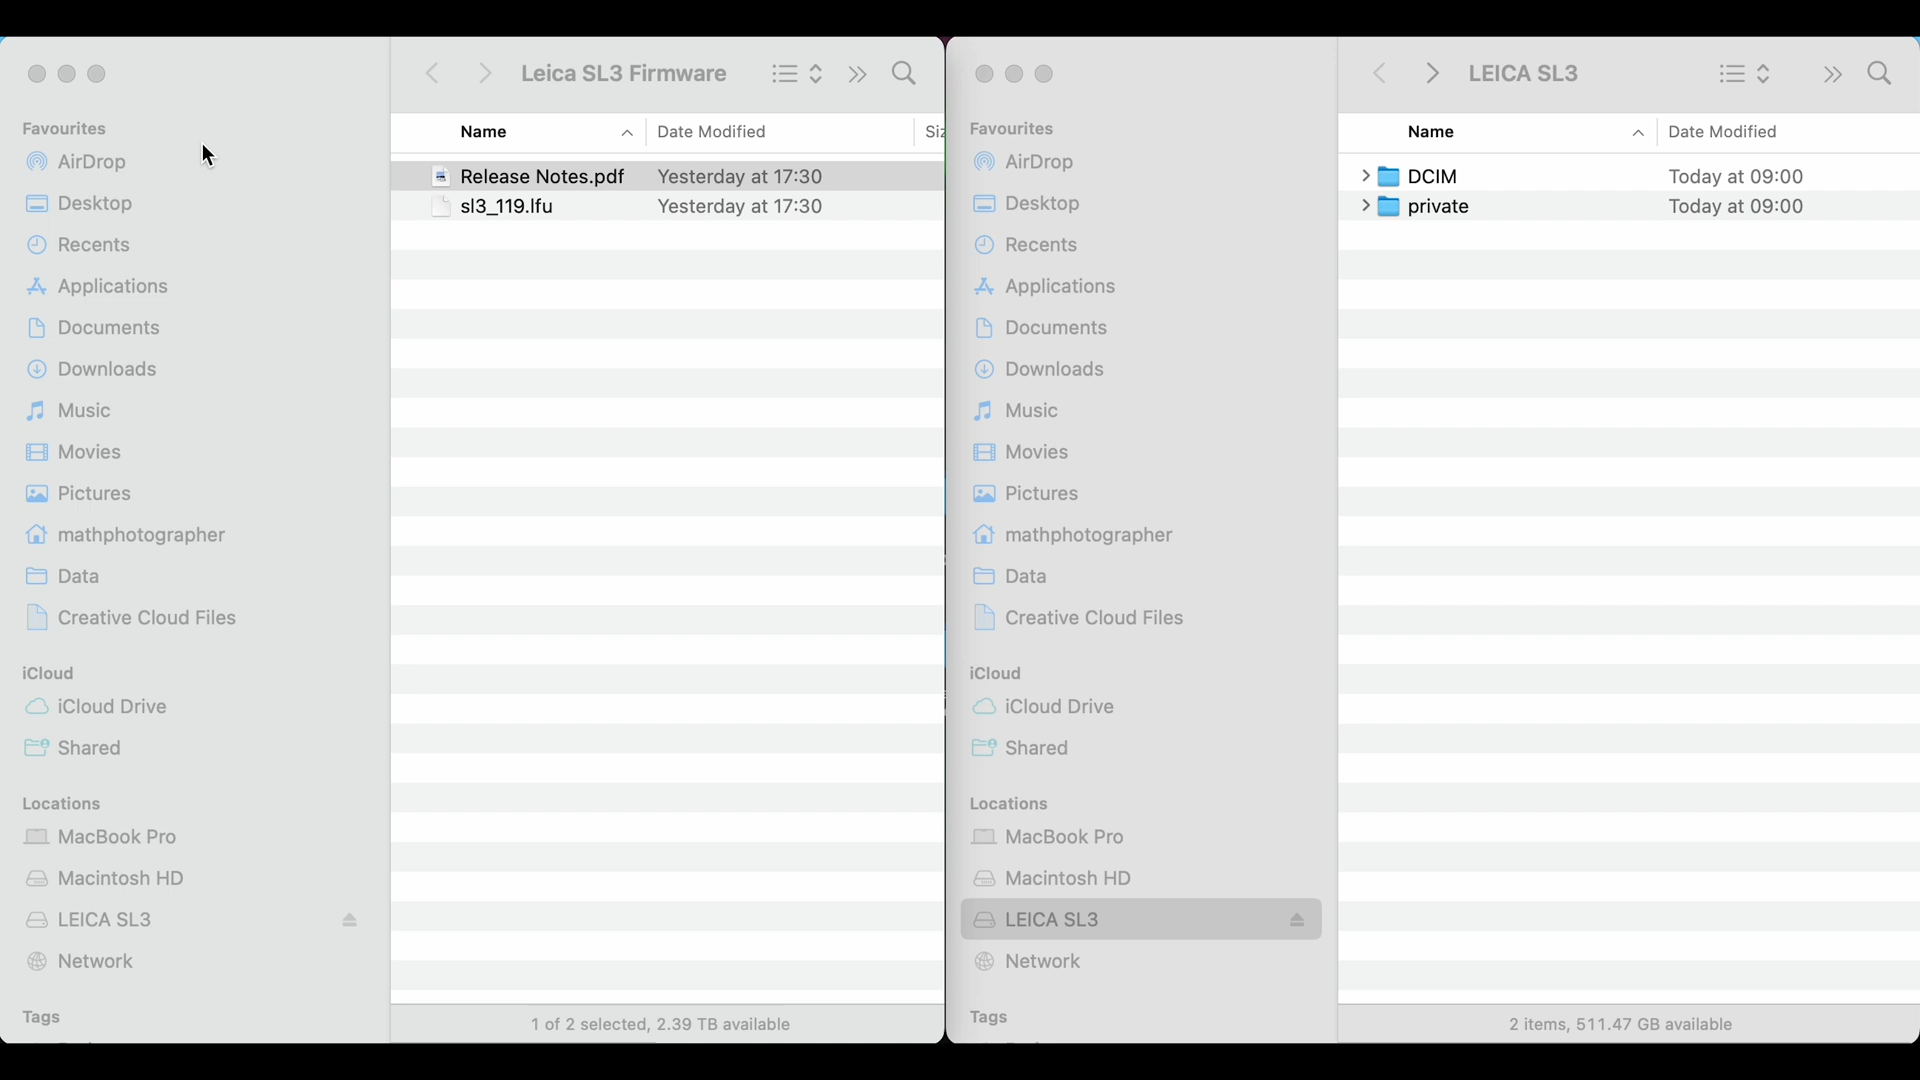 Leica SL3 Firmware
Favourites
AirDrop
Desktop
Recents
Applications
Documents
Downloads
Music
Movies
Pictures
mathphotographer
Data
Creative Cloud Files
iCloud
iCloud Drive
Shared
Locations
MacBook Pro
Macintosh HD
LEICA SL3
Network
Tags
Name Date Modified
Release Notes.pdf Yesterday at 17:30
sl3_119.lfu Yesterday at 17:30
1 of 2 selected, 2.39 TB available
LEICA SL3
Favourites
AirDrop
Desktop
Recents
Applications
Documents
Downloads
Music
Movies
Pictures
mathphotographer
Data
Creative Cloud Files
iCloud
iCloud Drive
Shared
Locations
MacBook Pro
Macintosh HD
LEICA SL3
Network
Tags
Name Date Modified
DCIM Today at 09:00
private Today at 09:00
2 items, 511.47 GB available